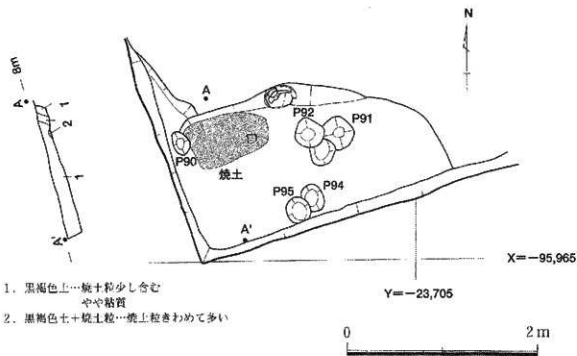 N
8m
A
1
2
1
A'
A
P92
P91
P90
焼土
P95
P94
A'
X=-95,965
Y=-23,705
1. 黒褐色土…焼土粒少し含む
やや粘質
2. 黒褐色土+焼土粒…焼土粒きわめて多い
0
2m